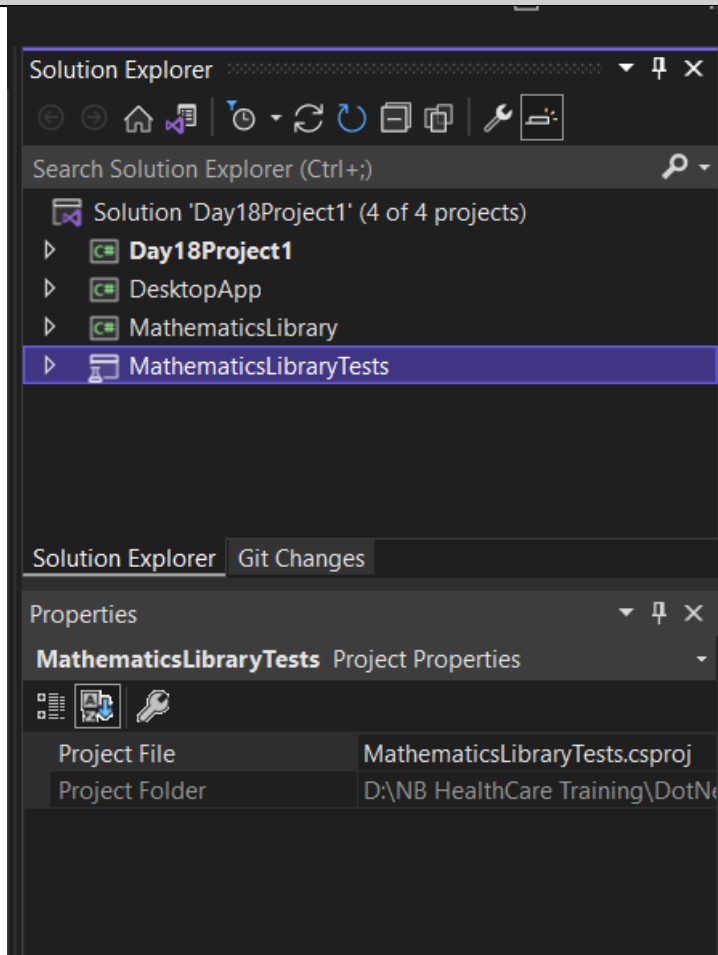 Solution Explorer
Search Solution Explorer (Ctrl+;)
Solution 'Day18Project1' (4 of 4 projects)
C# Day18Project1
C# DesktopApp
C# MathematicsLibrary
MathematicsLibraryTests
Solution Explorer Git Changes
Properties
MathematicsLibraryTests Project Properties
AZ
Project File MathematicsLibraryTests.csproj
Project Folder D:\NB HealthCare Training\DotNe